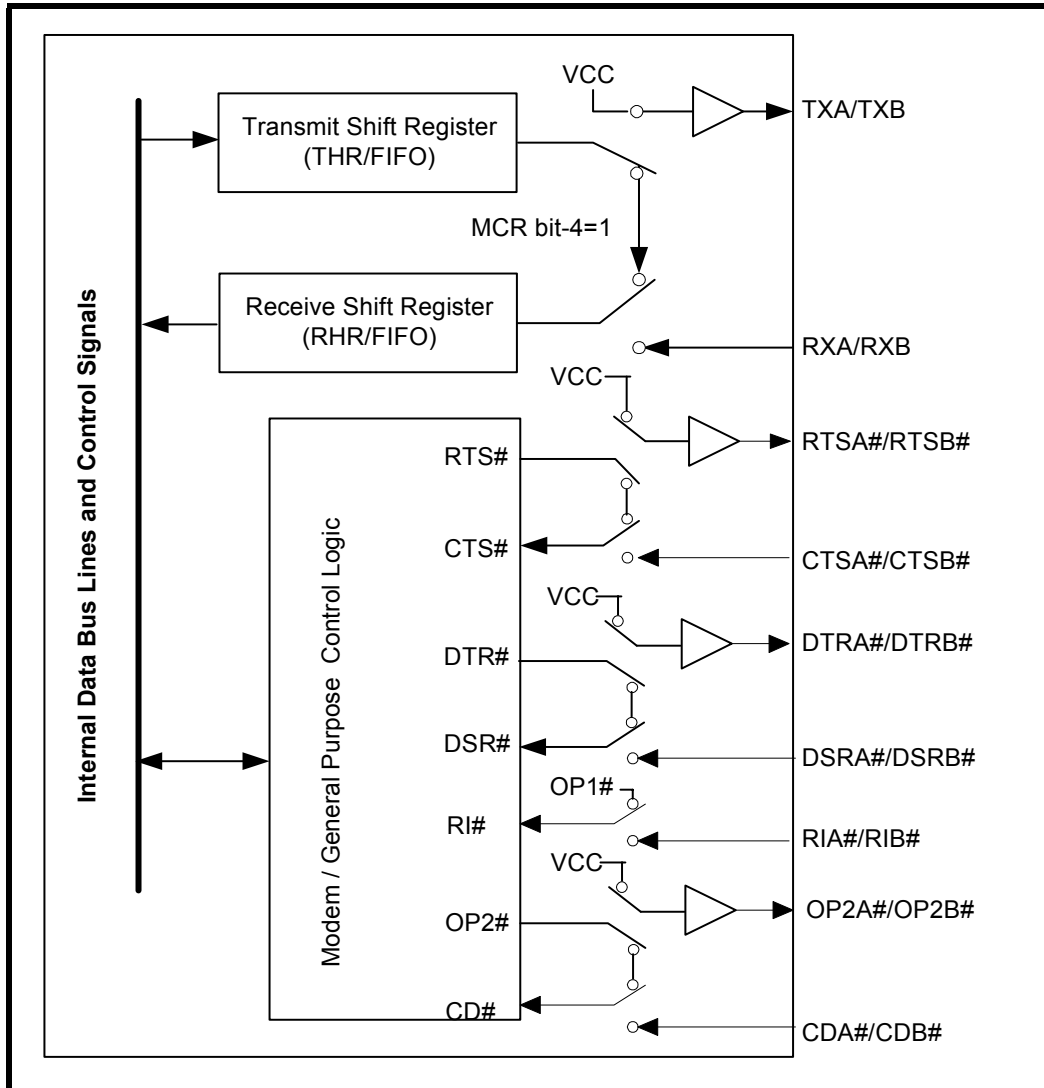 VCC
TXA/TXB
Transmit Shift Register
(THR/FIFO)
MCR bit-4=1
Receive Shift Register
(RHR/FIFO)
RXA/RXB
VCC
RTSA#/RTSB#
RTS#
CTS#
CTSA#/CTSB#
VCC
DTRA#/DTRB#
DTR#
DSR#
DSRA#/DSRB#
OP1#
RI#
RIA#/RIB#
VCC
OP2A#/OP2B#
OP2#
CD#
CDA#/CDB#
Internal Data Bus Lines and Control Signals
Modem / General Purpose Control Logic